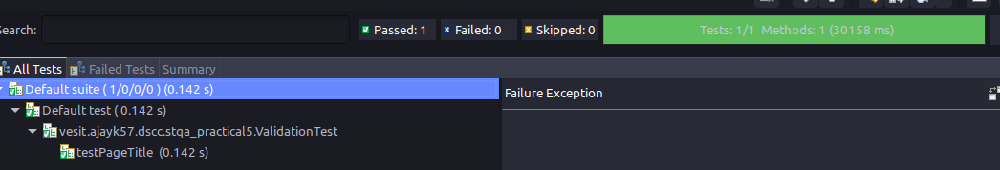 Search:
Passed: 1
Failed: 0
Skipped: 0
Tests: 1/1 Methods: 1 (30158 ms)
All Tests
Failed Tests
Summary
Default suite ( 1/0/0/0 ) (0.142 s)
Failure Exception
Default test ( 0.142 s)
vesit.ajayk57.dscc.stqa_practical5.ValidationTest
testPageTitle (0.142 s)